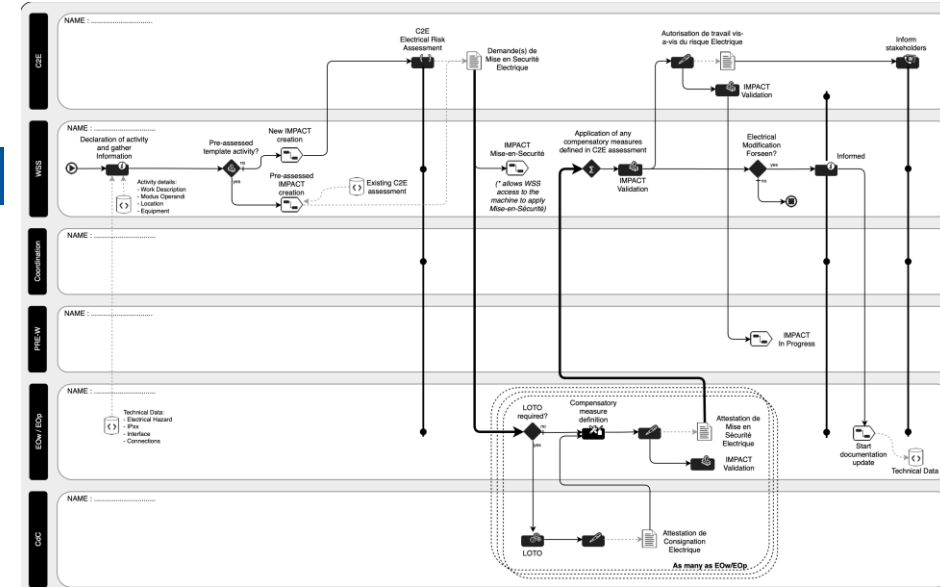 C2E
NAME : ..............................
C2E
Electrical Risk
Assessment
Demande(s) de
Mise en Securité
Electrique
Autorisation de travail vis-
a-vis du risque Electrique
IMPACT
Validation
Inform
stakeholders
WSS
NAME : ..............................
Declaration of activity
and gather
Information
Activity details:
- Work Description
- Modus Operandi
- Location
- Equipment
Pre-assessed
template activity?
no
yes
New IMPACT
creation
Pre-assessed
IMPACT
creation
Existing C2E
assessment
IMPACT
Mise-en-Securité
(* allows WSS
access to the
machine to apply
Mise-en-Sécurité)
Application of any
compensatory measures
defined in C2E assessment
IMPACT
Validation
Electrical
Modification
Forseen?
yes
no
Informed
Coordination
NAME : ..............................
PRE-W
NAME : ..............................
IMPACT
In Progress
EOw / EOp
NAME : ..............................
Technical Data:
- Electrical Hazard
- IPxx
- Interface
- Connections
LOTO
required?
no
yes
Compensatory
measure
definition
Attestation de
Mise en
Sécurité
Electrique
IMPACT
Validation
Start
documentation
update
Technical Data
CdC
NAME : ..............................
LOTO
Attestation de
Consignation
Electrique
As many as EOw/EOp